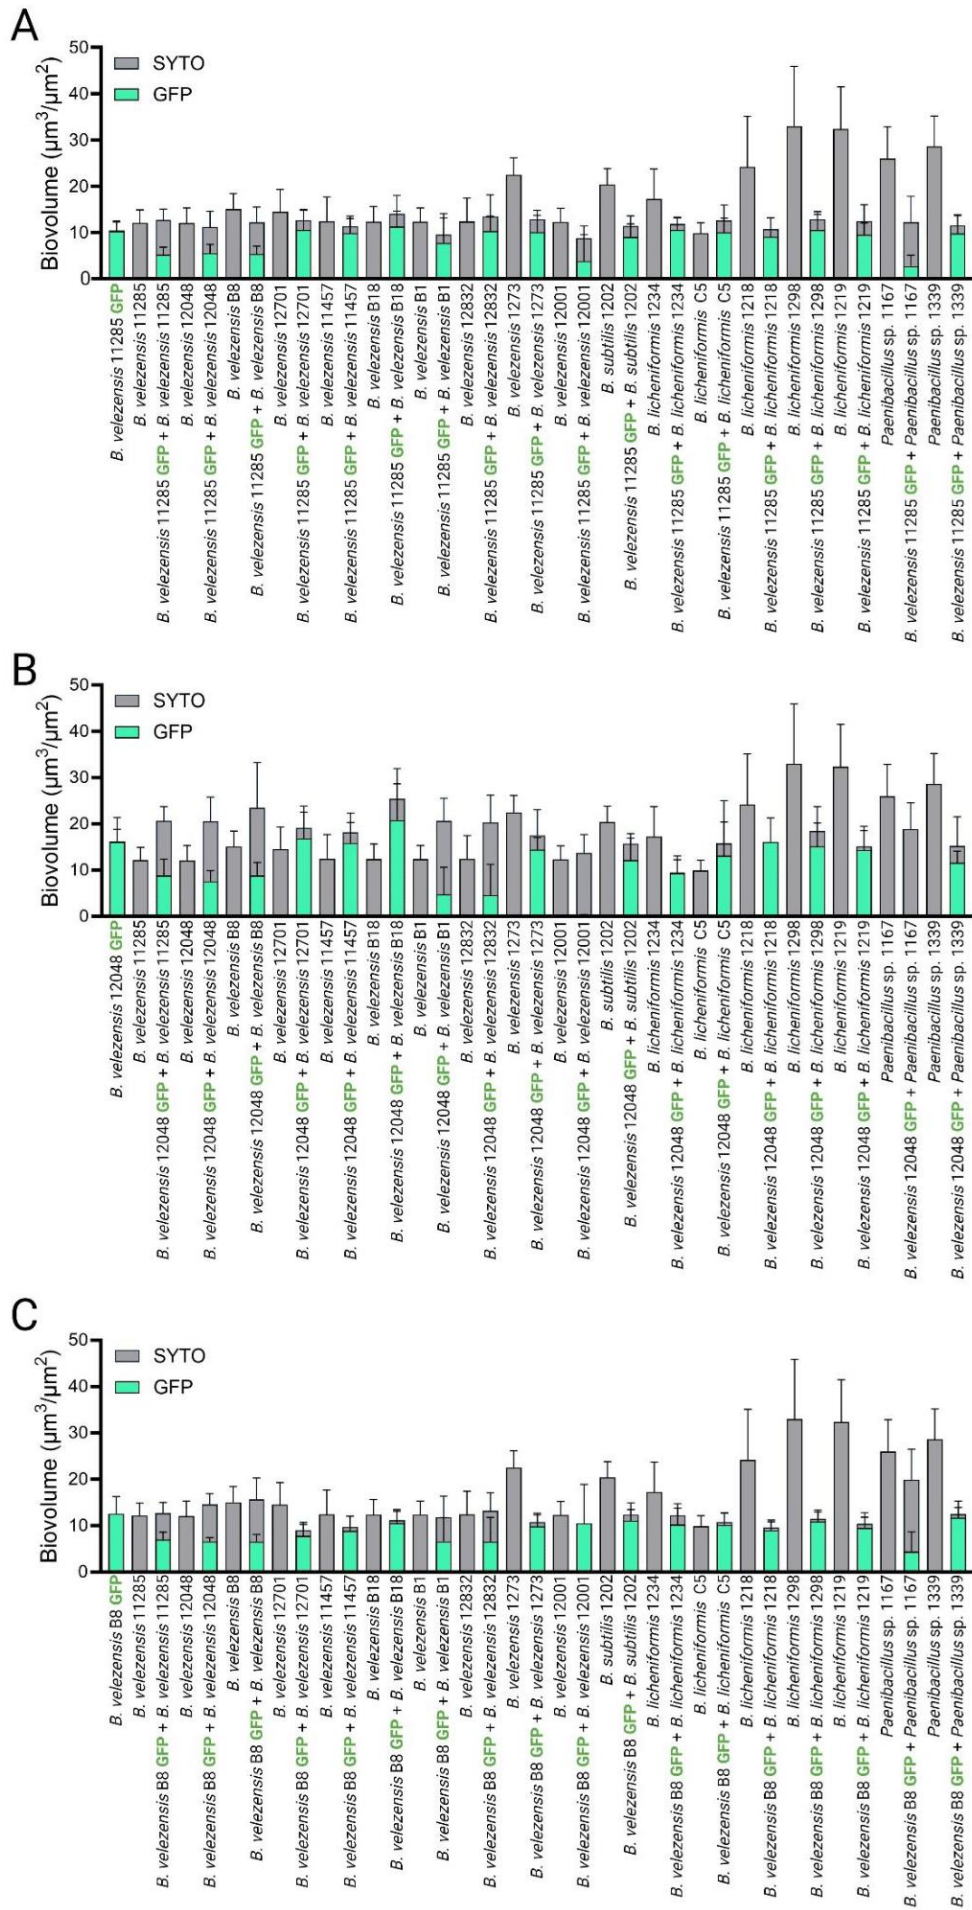 A
50
40
30
20
10
0
Biovolume (µm³/µm²)
SYTO
GFP
B. velezensis 11285 GFP
B. velezensis 11285
B. velezensis 11285 GFP + B. velezensis 11285
B. velezensis 12048
B. velezensis 11285 GFP + B. velezensis 12048
B. velezensis B8
B. velezensis 11285 GFP + B. velezensis B8
B. velezensis 12701
B. velezensis 11285 GFP + B. velezensis 12701
B. velezensis 11457
B. velezensis 11285 GFP + B. velezensis 11457
B. velezensis B18
B. velezensis 11285 GFP + B. velezensis B18
B. velezensis B1
B. velezensis 11285 GFP + B. velezensis B1
B. velezensis 12832
B. velezensis 11285 GFP + B. velezensis 12832
B. velezensis 1273
B. velezensis 11285 GFP + B. velezensis 1273
B. velezensis 12001
B. velezensis 11285 GFP + B. velezensis 12001
B. subtilis 1202
B. velezensis 11285 GFP + B. subtilis 1202
B. licheniformis 1234
B. velezensis 11285 GFP + B. licheniformis 1234
B. licheniformis C5
B. velezensis 11285 GFP + B. licheniformis C5
B. licheniformis 1218
B. velezensis 11285 GFP + B. licheniformis 1218
B. licheniformis 1298
B. velezensis 11285 GFP + B. licheniformis 1298
B. licheniformis 1219
B. velezensis 11285 GFP + B. licheniformis 1219
Paenibacillus sp. 1167
B. velezensis 11285 GFP + Paenibacillus sp. 1167
Paenibacillus sp. 1339
B. velezensis 11285 GFP + Paenibacillus sp. 1339
B
50
40
30
20
10
0
Biovolume (µm³/µm²)
SYTO
GFP
B. velezensis 12048 GFP
B. velezensis 11285
B. velezensis 12048 GFP + B. velezensis 11285
B. velezensis 12048
B. velezensis 12048 GFP + B. velezensis 12048
B. velezensis B8
B. velezensis 12048 GFP + B. velezensis B8
B. velezensis 12701
B. velezensis 12048 GFP + B. velezensis 12701
B. velezensis 11457
B. velezensis 12048 GFP + B. velezensis 11457
B. velezensis B18
B. velezensis 12048 GFP + B. velezensis B18
B. velezensis B1
B. velezensis 12048 GFP + B. velezensis B1
B. velezensis 12832
B. velezensis 12048 GFP + B. velezensis 12832
B. velezensis 1273
B. velezensis 12048 GFP + B. velezensis 1273
B. velezensis 12001
B. velezensis 12048 GFP + B. velezensis 12001
B. subtilis 1202
B. velezensis 12048 GFP + B. subtilis 1202
B. licheniformis 1234
B. velezensis 12048 GFP + B. licheniformis 1234
B. licheniformis C5
B. velezensis 12048 GFP + B. licheniformis C5
B. licheniformis 1218
B. velezensis 12048 GFP + B. licheniformis 1218
B. licheniformis 1298
B. velezensis 12048 GFP + B. licheniformis 1298
B. licheniformis 1219
B. velezensis 12048 GFP + B. licheniformis 1219
Paenibacillus sp. 1167
B. velezensis 12048 GFP + Paenibacillus sp. 1167
Paenibacillus sp. 1339
B. velezensis 12048 GFP + Paenibacillus sp. 1339
C
50
40
30
20
10
0
Biovolume (µm³/µm²)
SYTO
GFP
B. velezensis B8 GFP
B. velezensis 11285
B. velezensis B8 GFP + B. velezensis 11285
B. velezensis 12048
B. velezensis B8 GFP + B. velezensis 12048
B. velezensis B8
B. velezensis B8 GFP + B. velezensis B8
B. velezensis 12701
B. velezensis B8 GFP + B. velezensis 12701
B. velezensis 11457
B. velezensis B8 GFP + B. velezensis 11457
B. velezensis B18
B. velezensis B8 GFP + B. velezensis B18
B. velezensis B1
B. velezensis B8 GFP + B. velezensis B1
B. velezensis 12832
B. velezensis B8 GFP + B. velezensis 12832
B. velezensis 1273
B. velezensis B8 GFP + B. velezensis 1273
B. velezensis 12001
B. velezensis B8 GFP + B. velezensis 12001
B. subtilis 1202
B. velezensis B8 GFP + B. subtilis 1202
B. licheniformis 1234
B. velezensis B8 GFP + B. licheniformis 1234
B. licheniformis C5
B. velezensis B8 GFP + B. licheniformis C5
B. licheniformis 1218
B. velezensis B8 GFP + B. licheniformis 1218
B. licheniformis 1298
B. velezensis B8 GFP + B. licheniformis 1298
B. licheniformis 1219
B. velezensis B8 GFP + B. licheniformis 1219
Paenibacillus sp. 1167
B. velezensis B8 GFP + Paenibacillus sp. 1167
Paenibacillus sp. 1339
B. velezensis B8 GFP + Paenibacillus sp. 1339